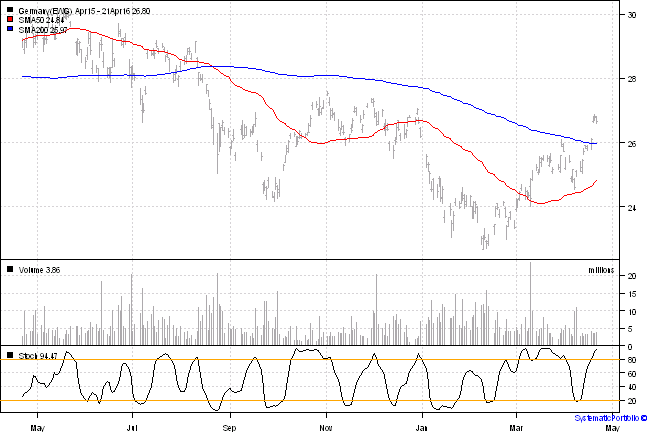 Germany(EWG) Apr15 - 21Apr16 26.80
SMA50 24.84
SMA200 25.97
30
28
26
24
Volume 3.86
millions
20
15
10
5
0
Stoch 94.47
80
60
40
20
May
Jul
Sep
Nov
Jan
Mar
May
SystematicPortfolio ©